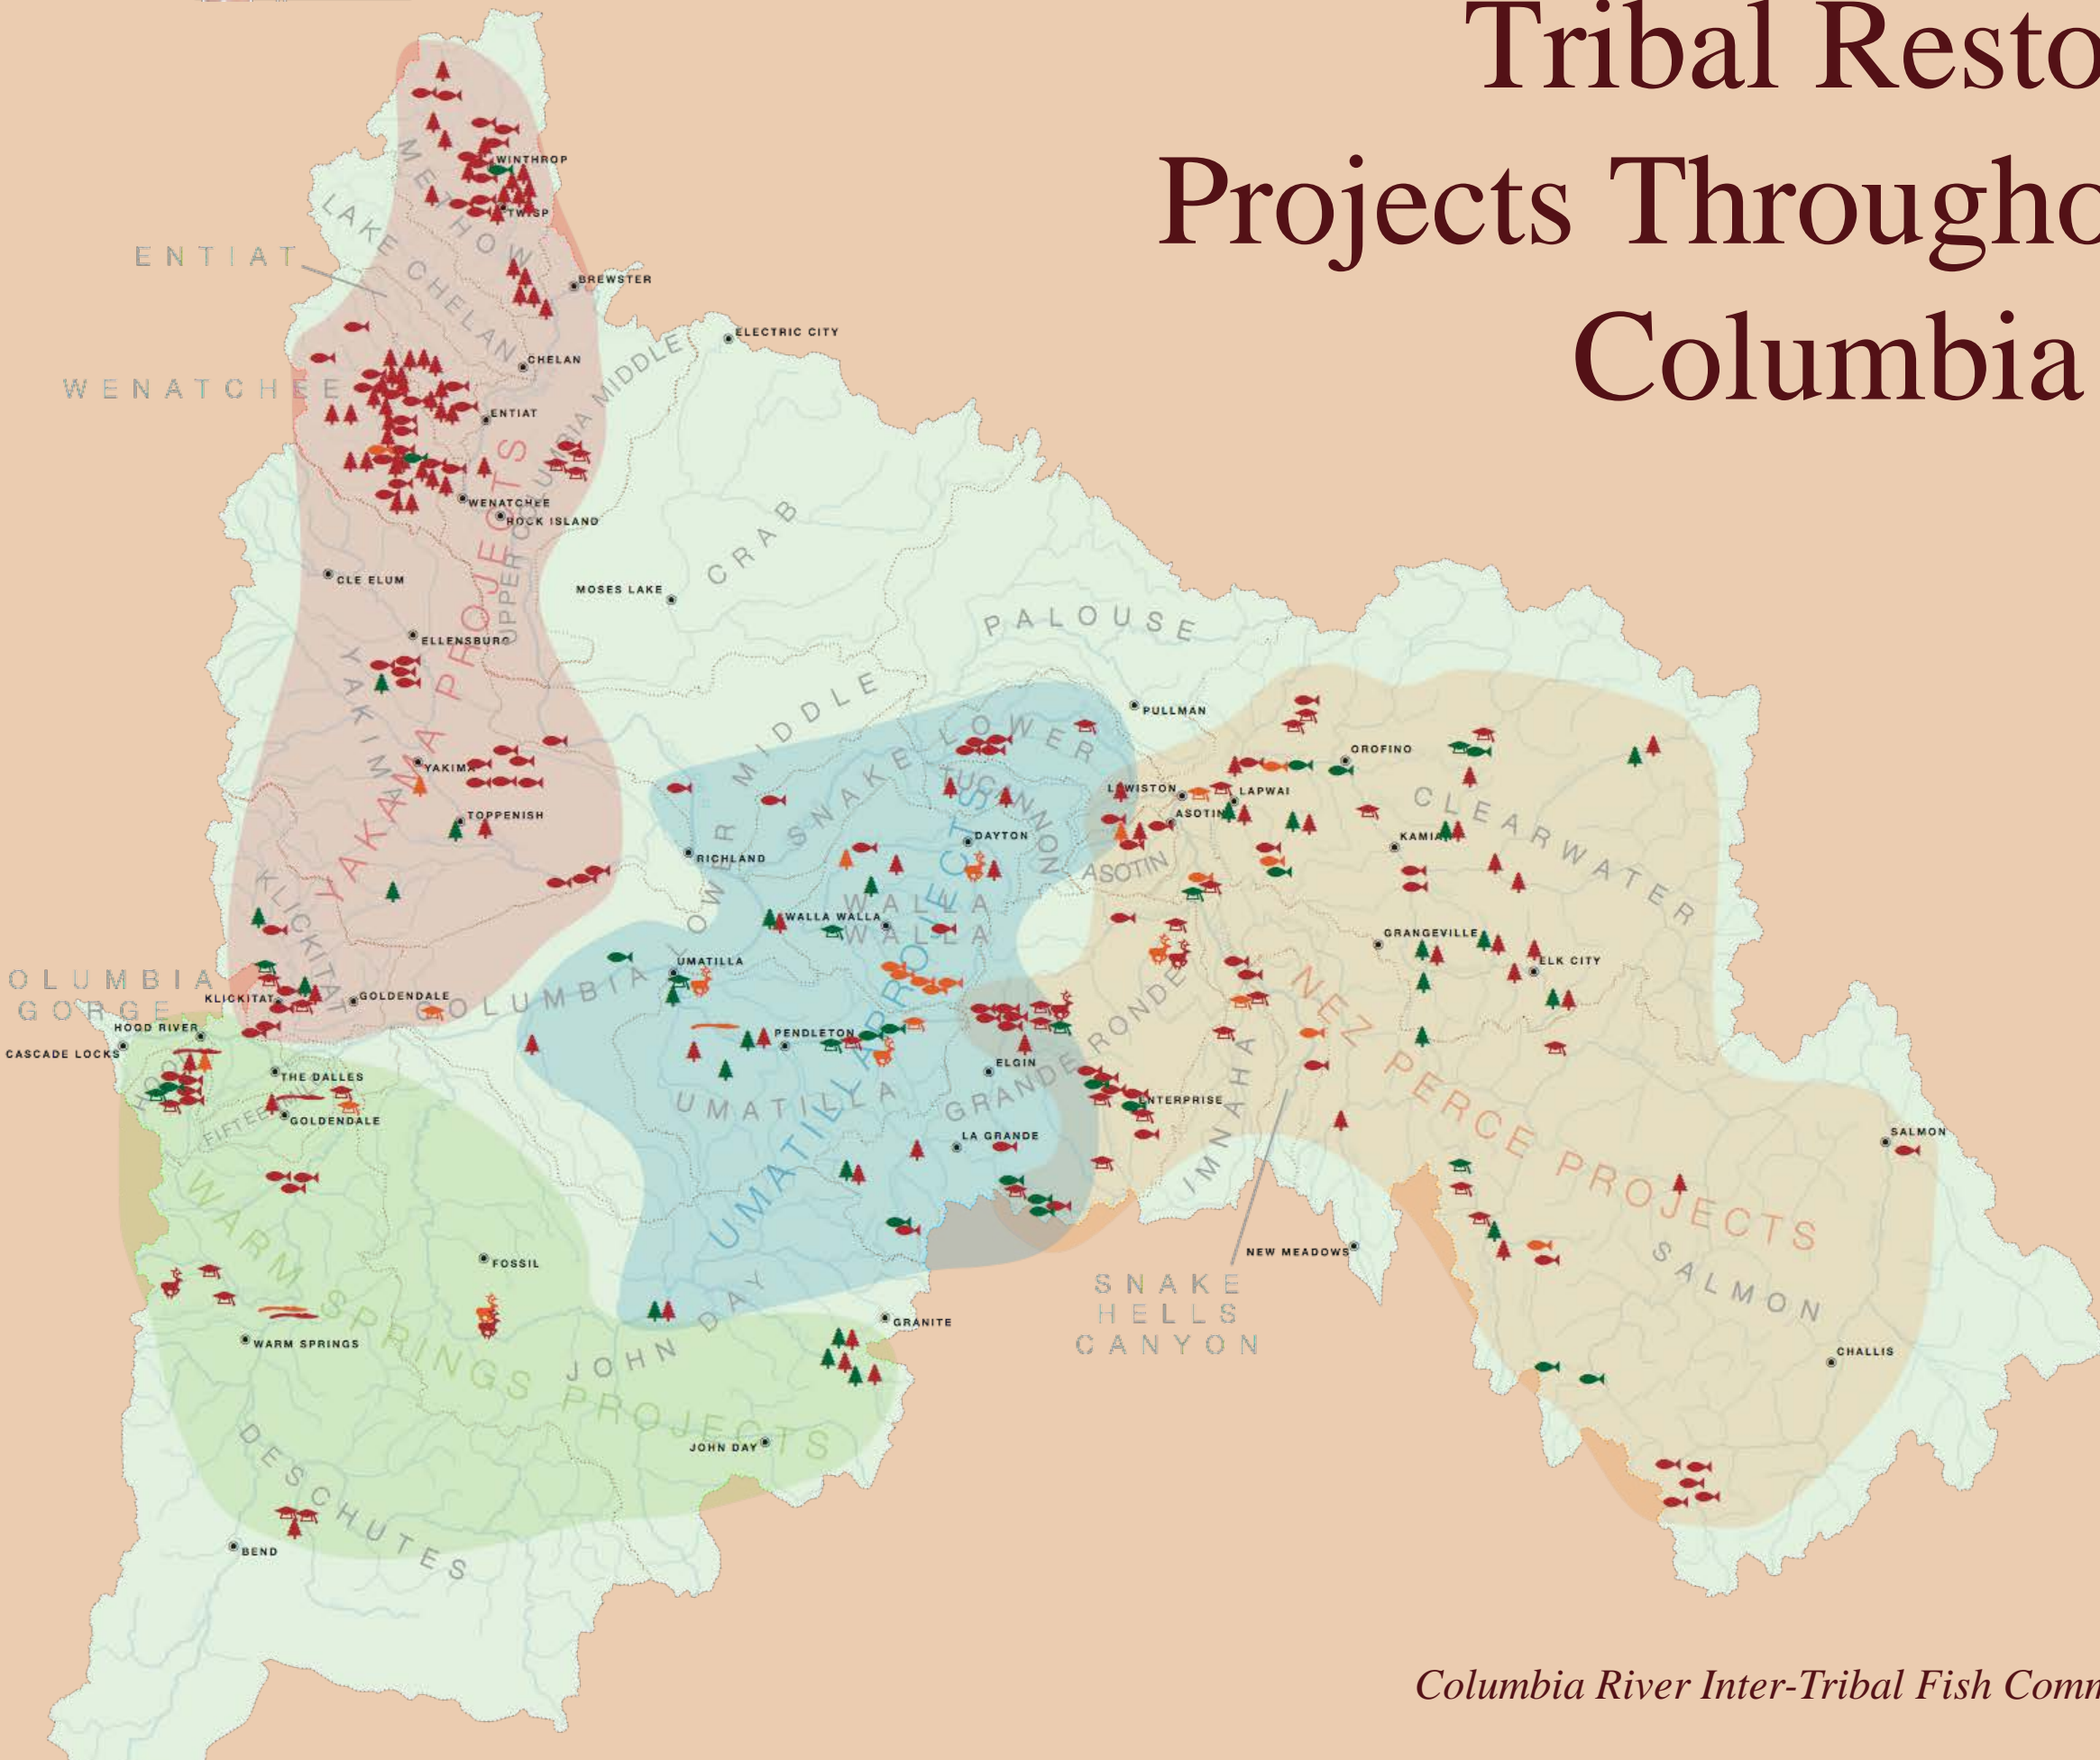 Tribal Resto
Projects Througho
Columbia
METHOW
WINTHROP
TWISP
LAKE CHELAN
ENTIAT
BREWSTER
ELECTRIC CITY
CHELAN
WENATCHEE
ENTIAT
UPPER COLUMBIA MIDDLE
WENATCHEE
ROCK ISLAND
CRAB
CLE ELUM
MOSES LAKE
ELLENSBURG
PALOUSE
YAKAMA PROJECTS
YAKIMA
YAKIMA
TOPPENISH
MIDDLE
SNAKE LOWER
PULLMAN
TUCANNON
OROFINO
LEWISTON
LAPWAI
ASOTIN
CLEARWATER
KAMIAH
DAYTON
RICHLAND
ASOTIN
KLICKITAT
WALLA WALLA
WALLA
WALLA
LOWER
GRANGEVILLE
ELK CITY
UMATILLA
OLUMBIA
GORGE
KLICKITAT
GOLDENDALE
COLUMBIA
HOOD RIVER
CASCADE LOCKS
PENDLETON
ELGIN
GRANDE RONDE
NEZ PERCE PROJECTS
HOOD
THE DALLES
GOLDENDALE
UMATILLA
UMATILLA PROJECTS
ENTERPRISE
IMNAHA
LA GRANDE
SALMON
WARM SPRINGS PROJECTS
FOSSIL
NEW MEADOWS
SALMON
SNAKE
HELLS
CANYON
GRANITE
WARM SPRINGS
JOHN DAY
CHALLIS
JOHN DAY
DESCHUTES
BEND
Columbia River Inter-Tribal Fish Comm